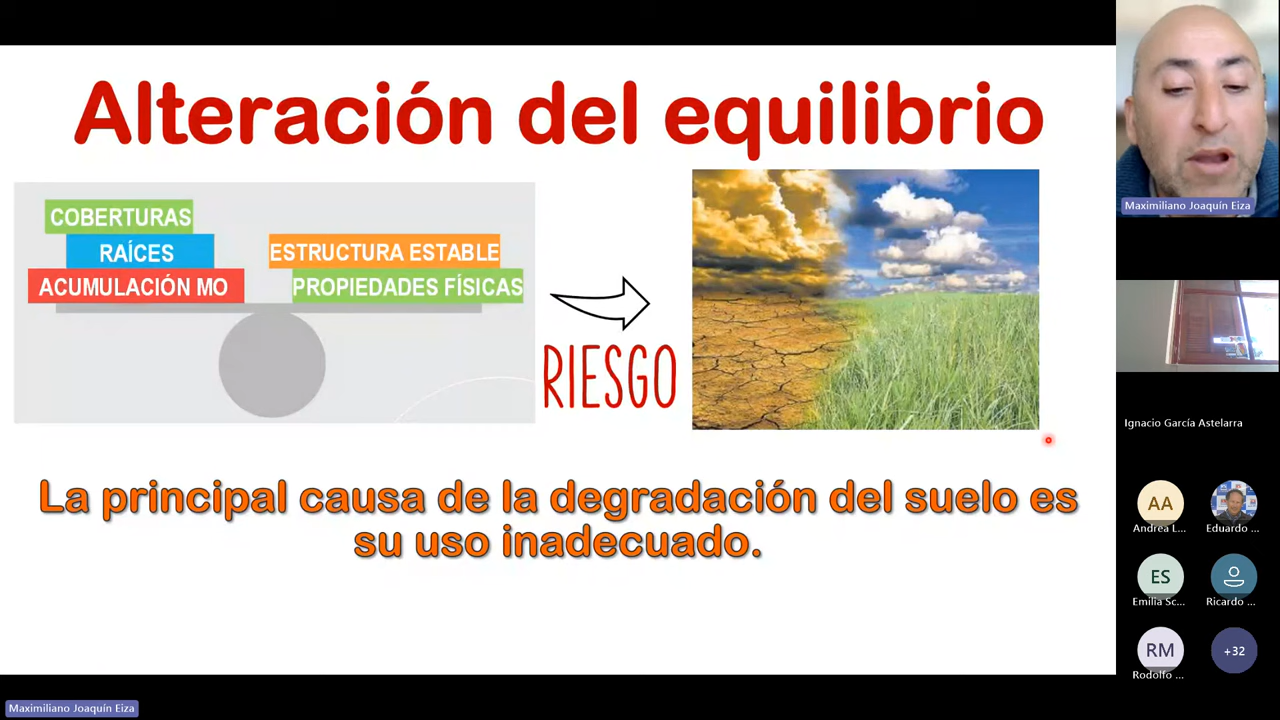 Alteración del equilibrio
COBERTURAS
RAÍCES
ACUMULACIÓN MO
ESTRUCTURA ESTABLE
PROPIEDADES FÍSICAS
RIESGO
La principal causa de la degradación del suelo es
su uso inadecuado.
Maximiliano Joaquín Eiza
Ignacio García Astelarra
AA
Andrea L...
Eduardo ...
ES
Emilia Sc...
Ricardo ...
RM
Rodolfo ...
+32
Maximiliano Joaquín Eiza